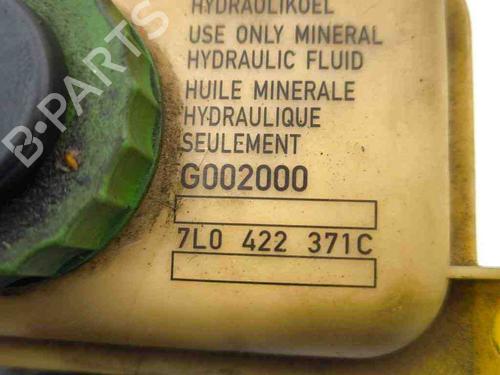 HYDRAULIKOEL
USE ONLY MINERAL
HYDRAULIC FLUID
HUILE MINERALE
HYDRAULIQUE
SEULEMENT
G002000
7L0 422 371C
B-PARTS